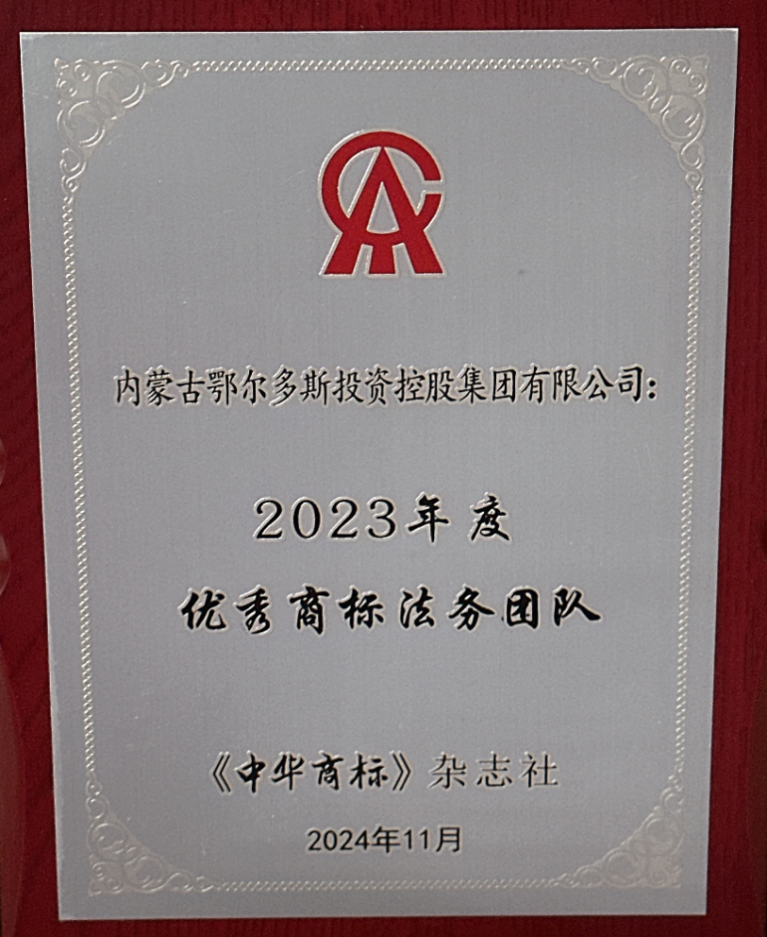 内蒙古鄂尔多斯投资控股集团有限公司:
2023年度
优秀商标法务团队
《中华商标》杂志社
2024年11月